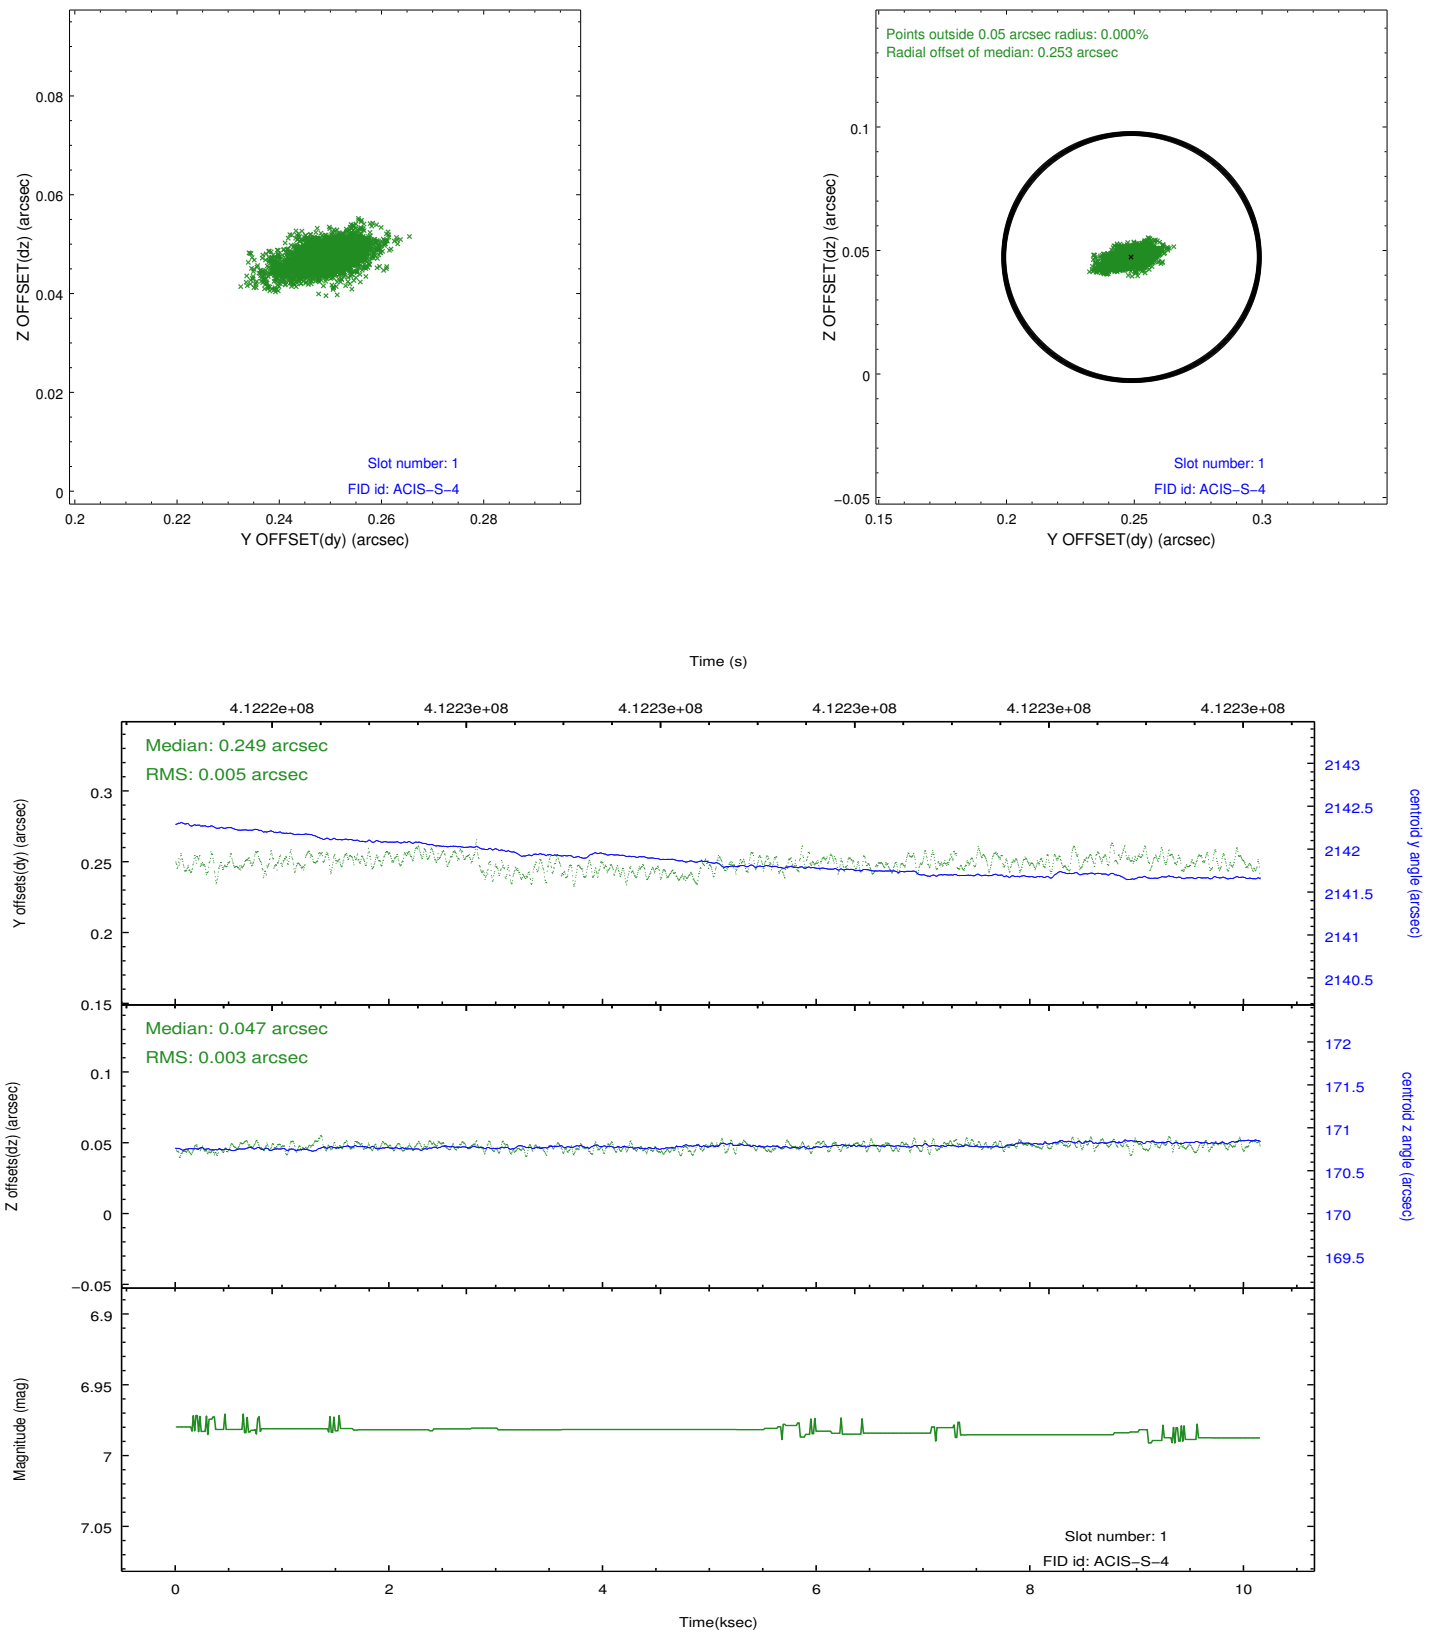 0.08
0.06
0.04
0.02
0
0.2 0.22 0.24 0.26 0.28
Z OFFSET(dz) (arcsec)
Y OFFSET(dy) (arcsec)
Slot number: 1
FID id: ACIS−S−4
Points outside 0.05 arcsec radius: 0.000%
Radial offset of median: 0.253 arcsec
0.1
0.05
0
−0.05
0.15 0.2 0.25 0.3
Z OFFSET(dz) (arcsec)
Y OFFSET(dy) (arcsec)
Slot number: 1
FID id: ACIS−S−4
Time (s)
4.1222e+08 4.1223e+08 4.1223e+08 4.1223e+08 4.1223e+08 4.1223e+08
Median: 0.249 arcsec
RMS: 0.005 arcsec
Y offsets(dy) (arcsec)
0.3
0.25
0.2
0.15
2143
2142.5
2142
2141.5
2141
2140.5
centroid y angle (arcsec)
Median: 0.047 arcsec
RMS: 0.003 arcsec
Z offsets(dz) (arcsec)
0.1
0.05
0
−0.05
172
171.5
171
170.5
170
169.5
centroid z angle (arcsec)
Magnitude (mag)
6.9
6.95
7
7.05
Slot number: 1
FID id: ACIS−S−4
0 2 4 6 8 10
Time(ksec)